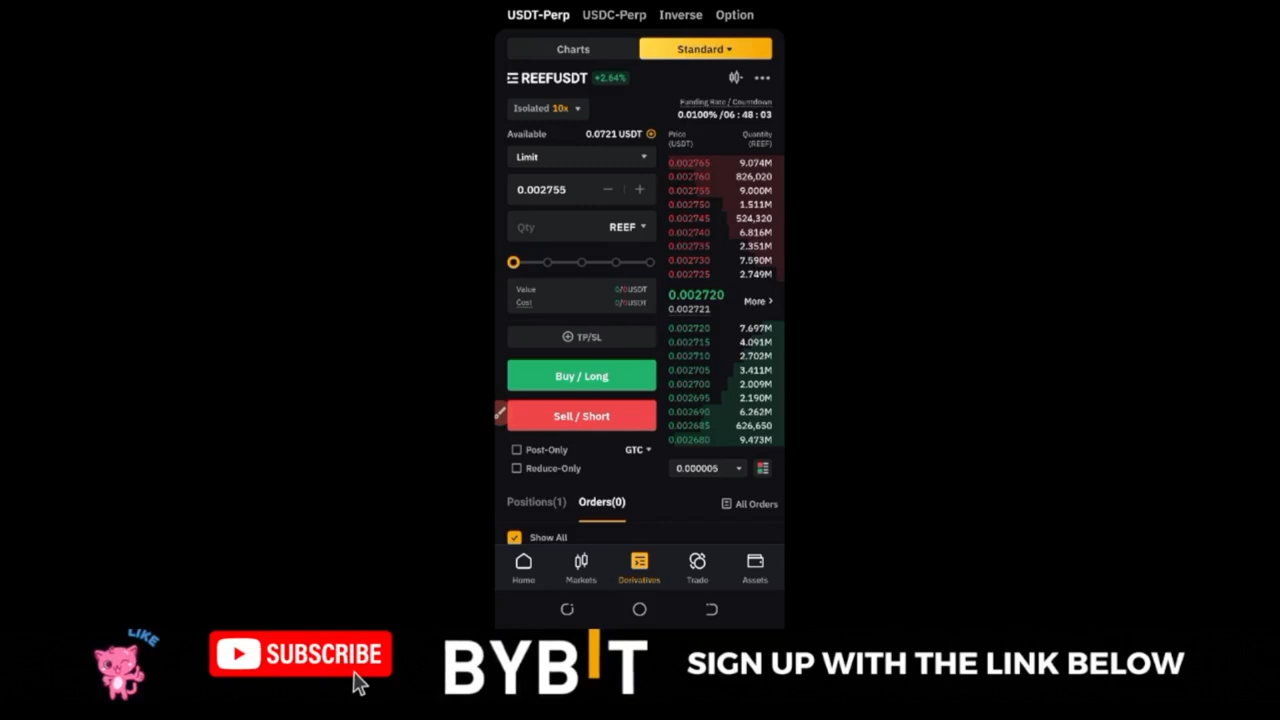 USDT-Perp USDC-Perp Inverse Option
Charts Standard
REEFUSDT +2.64%
Isolated 10x
Funding Rate / Countdown
0.0100% /06 : 48 : 03
Available 0.0721 USDT
Price (USDT) Quantity (REEF)
Limit
0.002755 − +
Qty REEF
Value 0/0USDT
Cost 0/0USDT
TP/SL
Buy / Long
Sell / Short
Post-Only GTC
Reduce-Only
0.002765 9.074M
0.002760 826,020
0.002755 9.000M
0.002750 1.511M
0.002745 524,320
0.002740 6.816M
0.002735 2.351M
0.002730 7.590M
0.002725 2.749M
0.002720
0.002721
More >
0.002720 7.697M
0.002715 4.091M
0.002710 2.702M
0.002705 3.411M
0.002700 2.009M
0.002695 2.190M
0.002690 6.262M
0.002685 626,650
0.002680 9.473M
0.000005
Positions(1) Orders(0) All Orders
Show All
Home Markets Derivatives Trade Assets
LIKE
SUBSCRIBE
BYBIT
SIGN UP WITH THE LINK BELOW